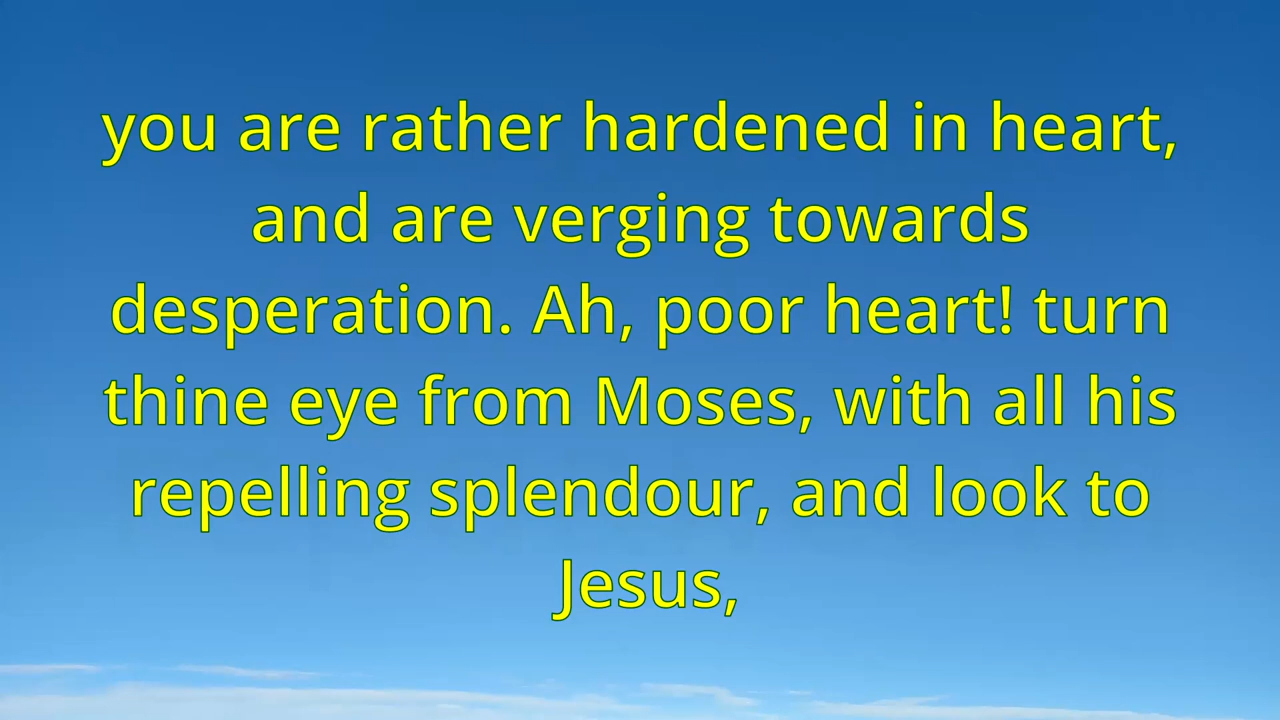 you are rather hardened in heart,
and are verging towards
desperation. Ah, poor heart! turn
thine eye from Moses, with all his
repelling splendour, and look to
Jesus,